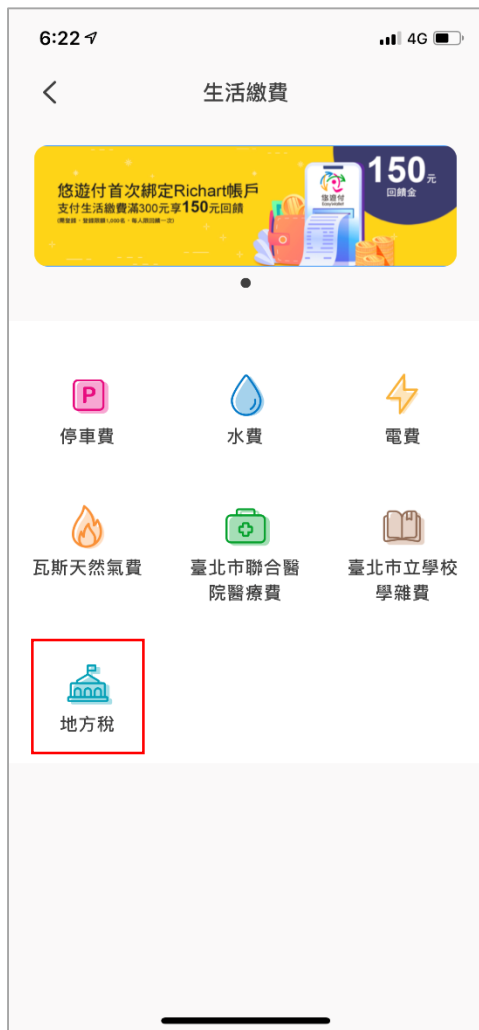 6:22
4G
生活繳費
150元
回饋金
悠遊付首次綁定Richart帳戶
支付生活繳費滿300元享150元回饋
悠遊付
Easywallet
P
停車費
水費
電費
瓦斯天然氣費
臺北市聯合醫
院醫療費
臺北市立學校
學雜費
地方稅